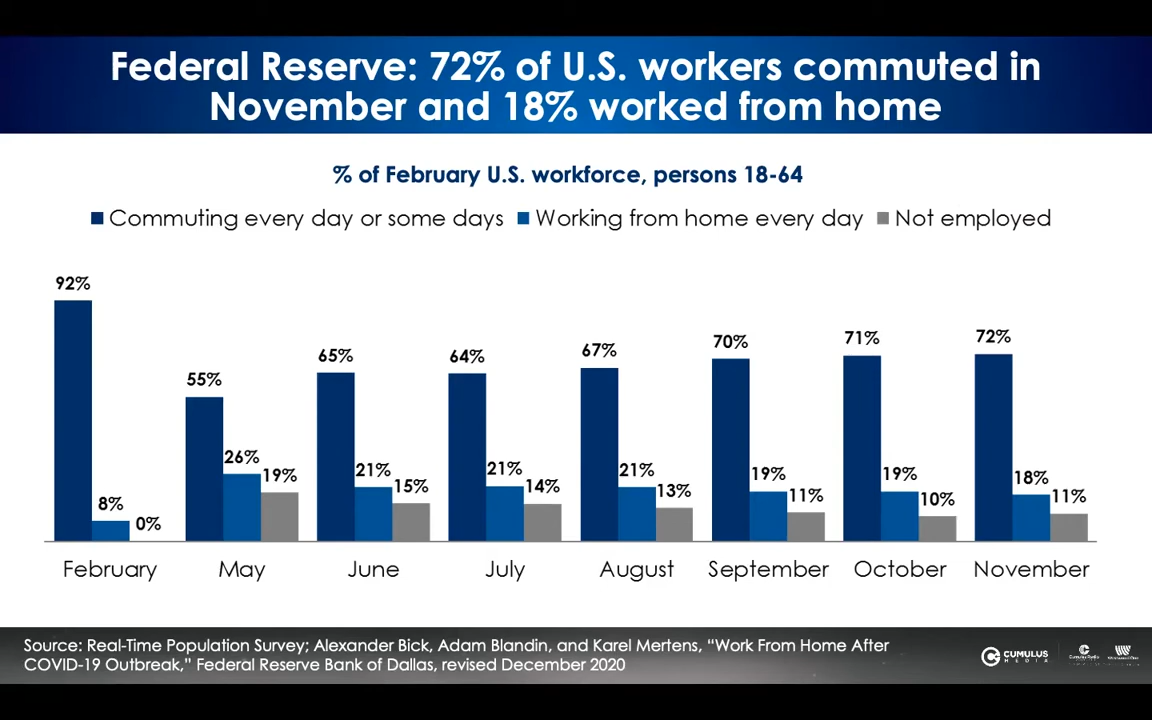 Federal Reserve: 72% of U.S. workers commuted in
November and 18% worked from home
% of February U.S. workforce, persons 18-64
Commuting every day or some days Working from home every day Not employed
92% 8% 0%
55% 26% 19%
65% 21% 15%
64% 21% 14%
67% 21% 13%
70% 19% 11%
71% 19% 10%
72% 18% 11%
February May June July August September October November
Source: Real-Time Population Survey; Alexander Bick, Adam Blandin, and Karel Mertens, “Work From Home After
COVID-19 Outbreak,” Federal Reserve Bank of Dallas, revised December 2020
CUMULUS
MEDIA